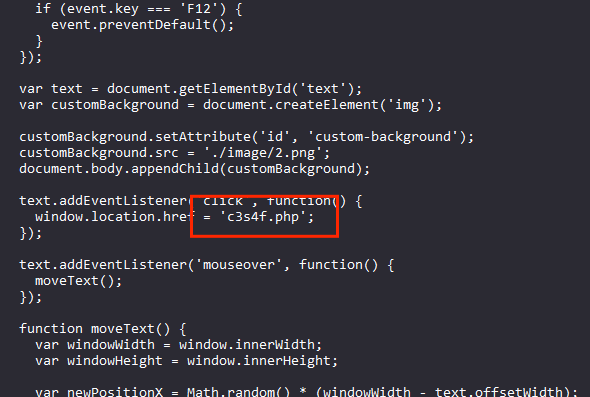 if (event.key === 'F12') {
event.preventDefault();
}
});
var text = document.getElementById('text');
var customBackground = document.createElement('img');
customBackground.setAttribute('id', 'custom-background');
customBackground.src = './image/2.png';
document.body.appendChild(customBackground);
text.addEventListener('click', function() {
window.location.href = 'c3s4f.php';
});
text.addEventListener('mouseover', function() {
moveText();
});
function moveText() {
var windowWidth = window.innerWidth;
var windowHeight = window.innerHeight;
var newPositionX = Math.random() * (windowWidth - text.offsetWidth);